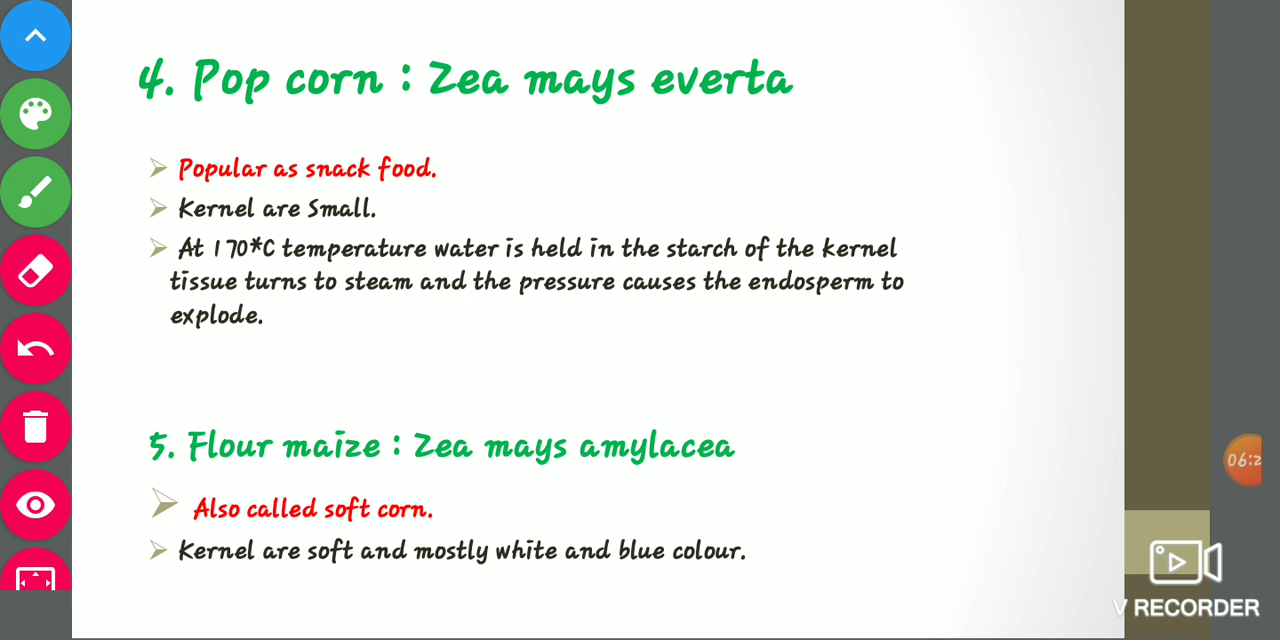 4. Pop corn : Zea mays everta
Popular as snack food.
Kernel are Small.
At 170*C temperature water is held in the starch of the kernel
tissue turns to steam and the pressure causes the endosperm to
explode.
5. Flour maize : Zea mays amylacea
Also called soft corn.
Kernel are soft and mostly white and blue colour.
06:2
V RECORDER